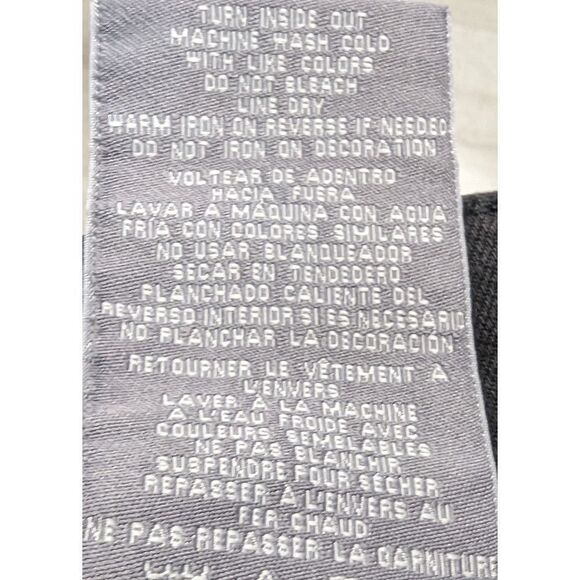 TURN INSIDE OUT
MACHINE WASH COLD
WITH LIKE COLORS
DO NOT BLEACH
LINE DRY
WARM IRON ON REVERSE IF NEEDED
DO NOT IRON ON DECORATION
VOLTEAR DE ADENTRO
HACIA FUERA
LAVAR A MÁQUINA CON AGUA
FRÍA CON COLORES SIMILARES
NO USAR BLANQUEADOR
SECAR EN TENDEDERO
PLANCHADO CALIENTE DEL
REVERSO INTERIOR SI ES NECESARIO
NO PLANCHAR LA DECORACIÓN
RETOURNER LE VÊTEMENT À
L'ENVERS
LAVER À LA MACHINE
À L'EAU FROIDE AVEC
COULEURS SEMBLABLES
NE PAS BLANCHIR
SUSPENDRE POUR SÉCHER
REPASSER À L'ENVERS AU
FER CHAUD
NE PAS REPASSER LA GARNITURE